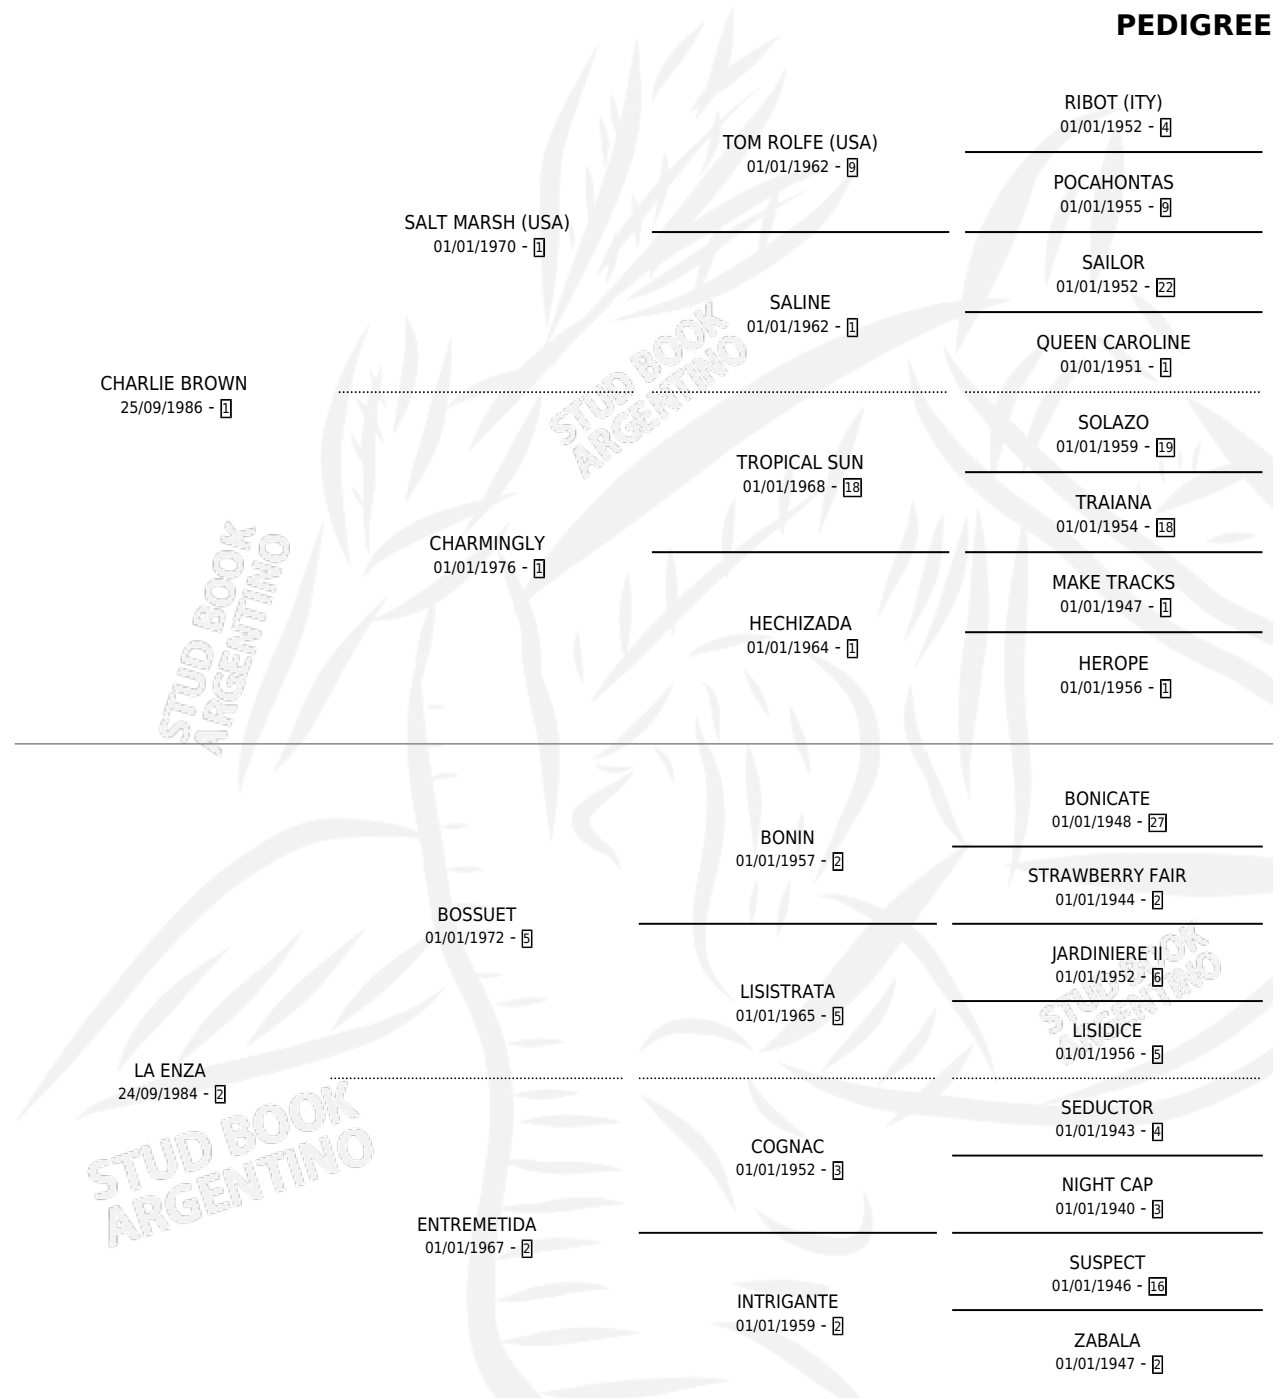 PEDIGREE
RIBOT (ITY)
01/01/1952 - 4
TOM ROLFE (USA)
01/01/1962 - 9
POCAHONTAS
01/01/1955 - 9
SALT MARSH (USA)
01/01/1970 - 1
SAILOR
01/01/1952 - 22
SALINE
01/01/1962 - 1
QUEEN CAROLINE
01/01/1951 - 1
CHARLIE BROWN
25/09/1986 - 1
SOLAZO
01/01/1959 - 19
TROPICAL SUN
01/01/1968 - 18
TRAIANA
01/01/1954 - 18
CHARMINGLY
01/01/1976 - 1
MAKE TRACKS
01/01/1947 - 1
HECHIZADA
01/01/1964 - 1
HEROPE
01/01/1956 - 1
BONICATE
01/01/1948 - 27
BONIN
01/01/1957 - 2
STRAWBERRY FAIR
01/01/1944 - 2
BOSSUET
01/01/1972 - 5
JARDINIERE II
01/01/1952 - 6
LISISTRATA
01/01/1965 - 5
LISIDICE
01/01/1956 - 5
LA ENZA
24/09/1984 - 2
SEDUCTOR
01/01/1943 - 4
COGNAC
01/01/1952 - 3
NIGHT CAP
01/01/1940 - 3
ENTREMETIDA
01/01/1967 - 2
SUSPECT
01/01/1946 - 16
INTRIGANTE
01/01/1959 - 2
ZABALA
01/01/1947 - 2
STUD BOOK
ARGENTINO
STUD BOOK
ARGENTINO
STUD BOOK
ARGENTINO
STUD BOOK
ARGENTINO